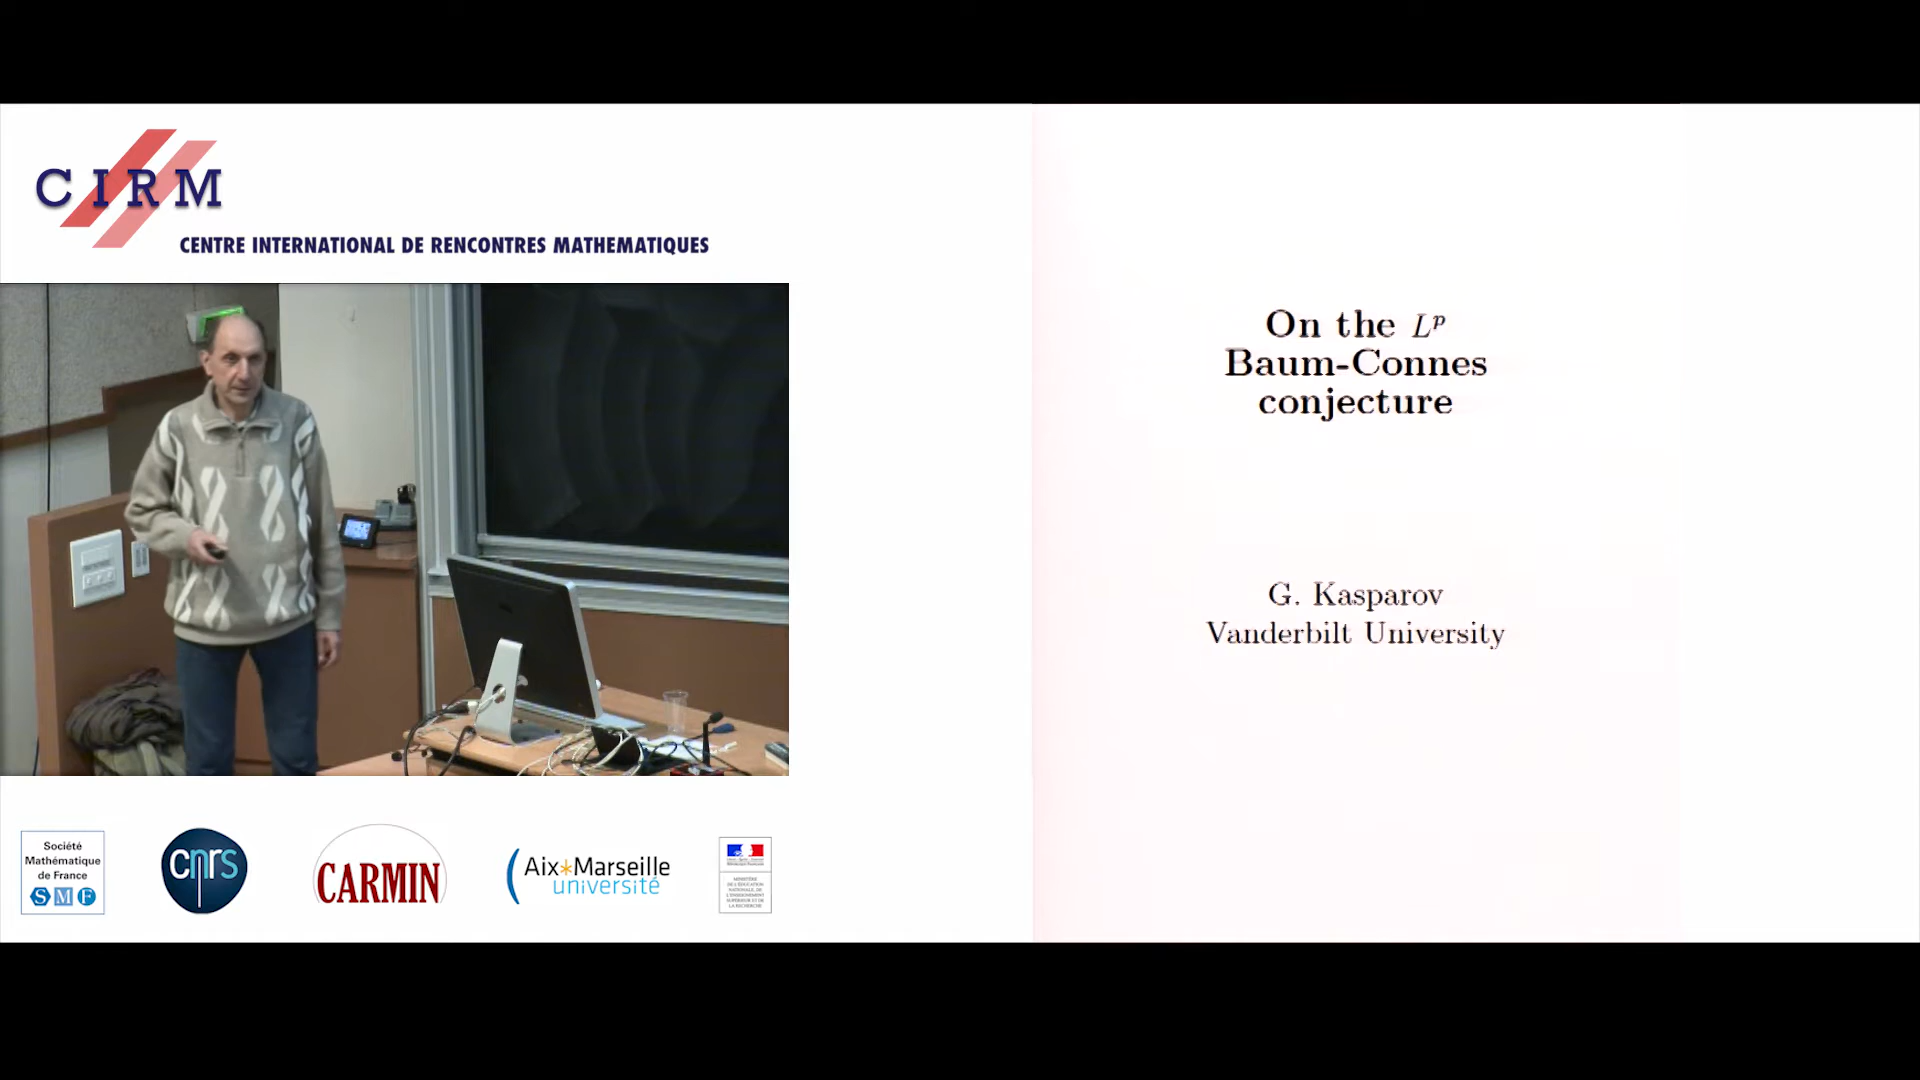 CIRM
CENTRE INTERNATIONAL DE RENCONTRES MATHEMATIQUES
On the Lᵖ
Baum-Connes
conjecture
G. Kasparov
Vanderbilt University
Société
Mathématique
de France
SMF
cnrs
CARMIN
Aix*Marseille
université